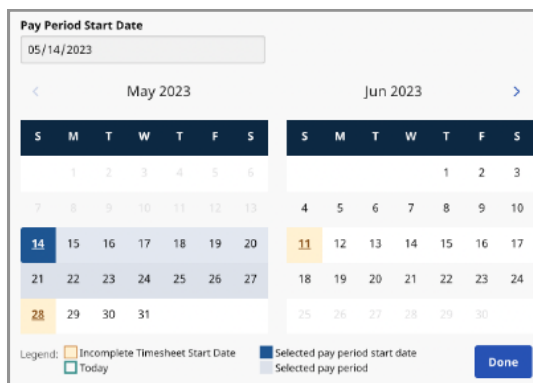 Pay Period Start Date
05/14/2023
May 2023
Jun 2023
S M T W T F S
S M T W T F S
1 2 3 4 5 6
1 2 3
7 8 9 10 11 12 13
4 5 6 7 8 9 10
14 15 16 17 18 19 20
11 12 13 14 15 16 17
21 22 23 24 25 26 27
18 19 20 21 22 23 24
28 29 30 31
25 26 27 28 29 30
Legend: Incomplete Timesheet Start Date
Selected pay period start date
Today
Selected pay period
Done